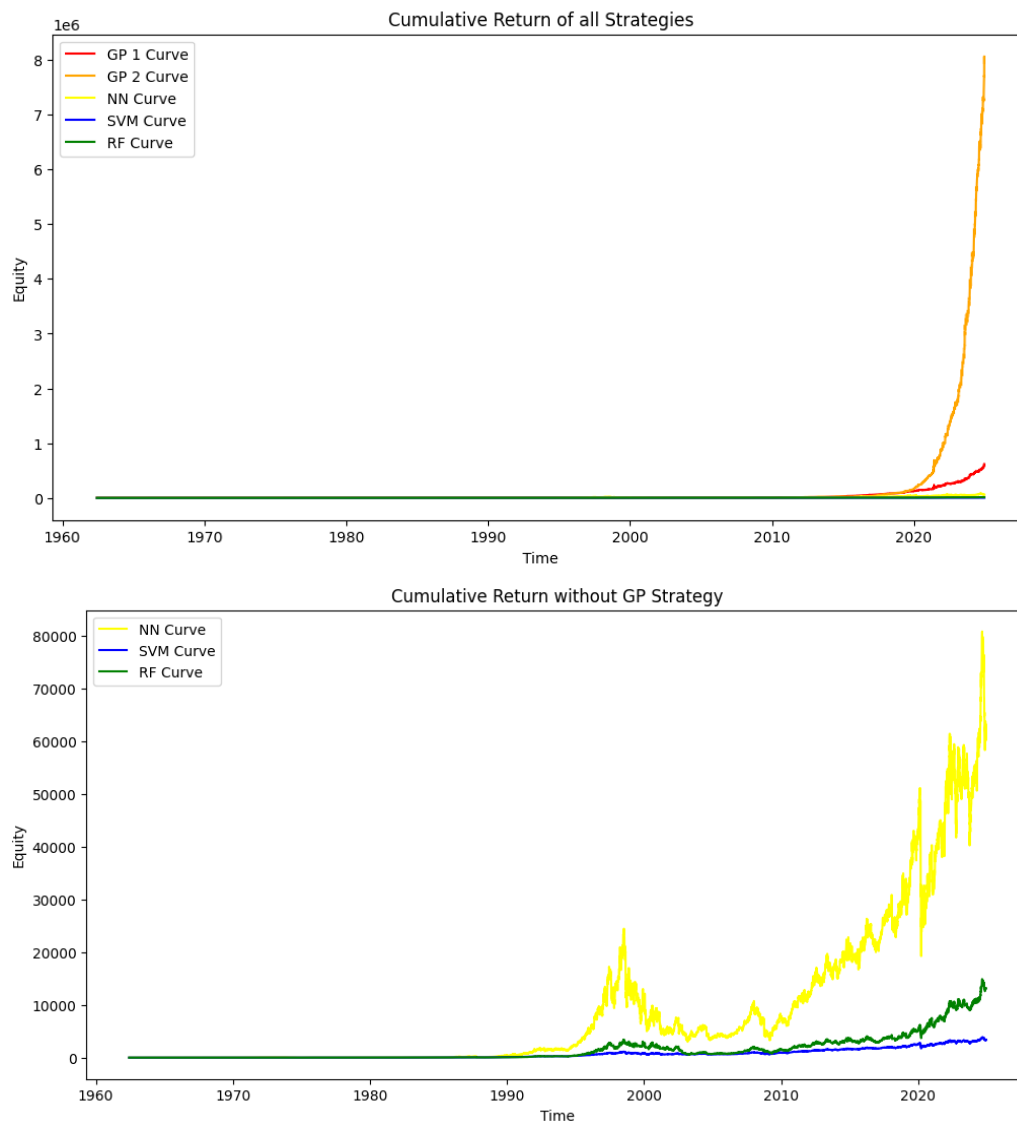 Cumulative Return of all Strategies
1e6
GP 1 Curve
GP 2 Curve
NN Curve
SVM Curve
RF Curve
8
7
6
5
4
3
2
1
0
Equity
1960 1970 1980 1990 2000 2010 2020
Time
Cumulative Return without GP Strategy
NN Curve
SVM Curve
RF Curve
80000
70000
60000
50000
40000
30000
20000
10000
0
Equity
1960 1970 1980 1990 2000 2010 2020
Time